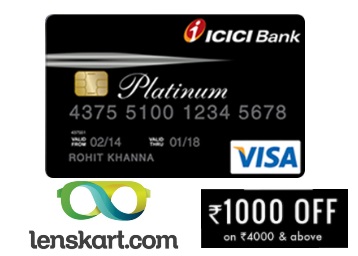 ICICI Bank
Platinum
4375 5100 1234 5678
VALID FROM 02/14 VALID THRU 01/18
ROHIT KHANNA
VISA
lenskart.com
₹1000 OFF
on ₹4000 & above